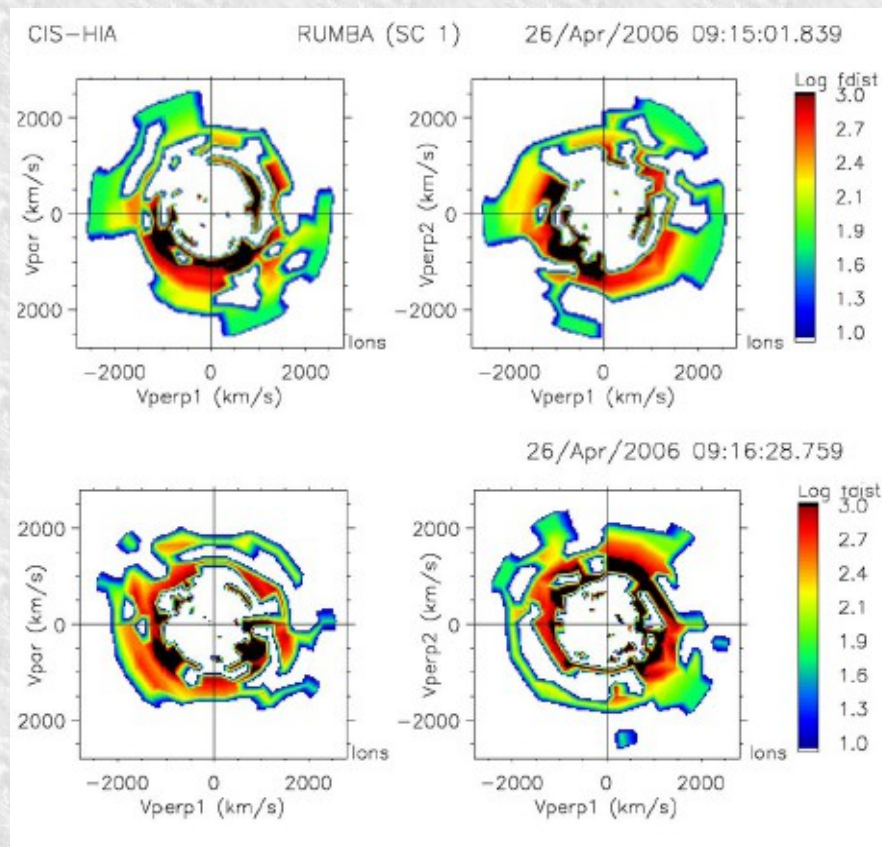 CIS-HIA RUMBA (SC 1) 26/Apr/2006 09:15:01.839
Log fdist
3.0
2.7
2.4
2.1
1.9
1.6
1.3
1.0
Vpar (km/s)
2000
0
2000
Ions
-2000 0 2000
Vperp1 (km/s)
Vperp2 (km/s)
2000
0
-2000
Ions
-2000 0 2000
Vperp1 (km/s)
26/Apr/2006 09:16:28.759
Log fdist
3.0
2.7
2.4
2.1
1.9
1.6
1.3
1.0
Vpar (km/s)
2000
0
2000
Ions
-2000 0 2000
Vperp1 (km/s)
Vperp2 (km/s)
2000
0
-2000
Ions
-2000 0 2000
Vperp1 (km/s)